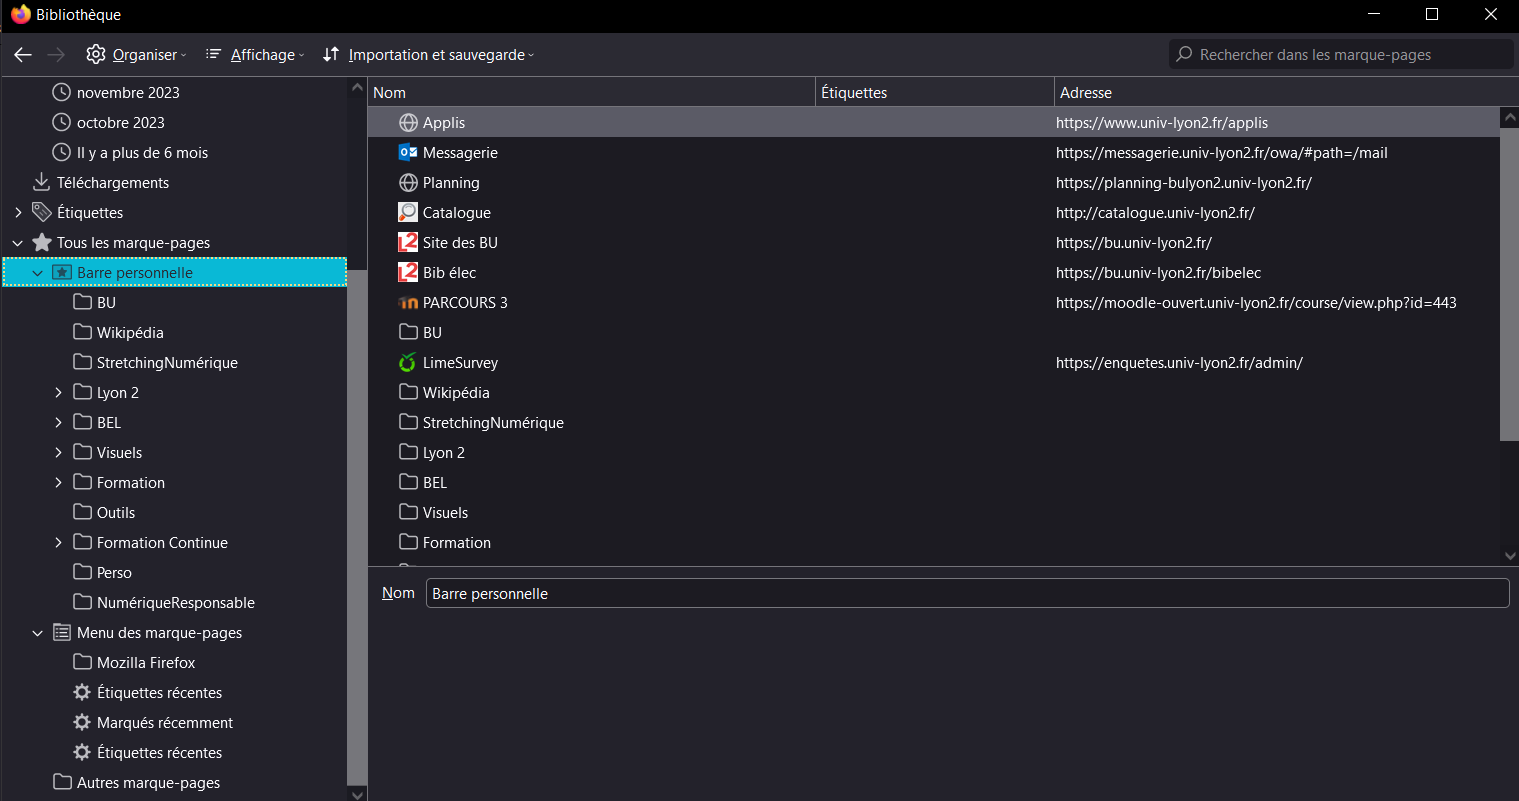 Bibliothèque
Organiser Affichage Importation et sauvegarde Rechercher dans les marque-pages
novembre 2023
octobre 2023
Il y a plus de 6 mois
Téléchargements
Étiquettes
Tous les marque-pages
Barre personnelle
BU
Wikipédia
StretchingNumérique
Lyon 2
BEL
Visuels
Formation
Outils
Formation Continue
Perso
NumériqueResponsable
Menu des marque-pages
Mozilla Firefox
Étiquettes récentes
Marqués récemment
Étiquettes récentes
Autres marque-pages
Nom Étiquettes Adresse
Applis https://www.univ-lyon2.fr/applis
Messagerie https://messagerie.univ-lyon2.fr/owa/#path=/mail
Planning https://planning-bulyon2.univ-lyon2.fr/
Catalogue http://catalogue.univ-lyon2.fr/
Site des BU https://bu.univ-lyon2.fr/
Bib élec https://bu.univ-lyon2.fr/bibelec
PARCOURS 3 https://moodle-ouvert.univ-lyon2.fr/course/view.php?id=443
BU
LimeSurvey https://enquetes.univ-lyon2.fr/admin/
Wikipédia
StretchingNumérique
Lyon 2
BEL
Visuels
Formation
Nom Barre personnelle